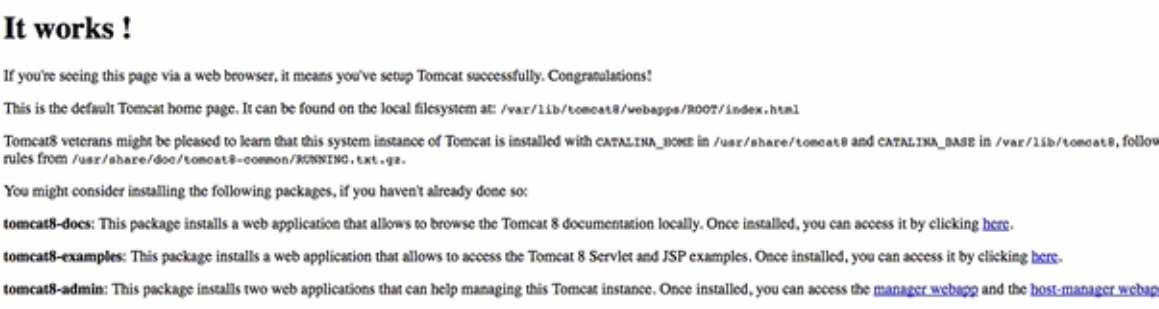 It works !
If you're seeing this page via a web browser, it means you've setup Tomcat successfully. Congratulations!
This is the default Tomcat home page. It can be found on the local filesystem at: /var/lib/tomcat8/webapps/ROOT/index.html
Tomcat8 veterans might be pleased to learn that this system instance of Tomcat is installed with CATALINA_HOME in /usr/share/tomcat8 and CATALINA_BASE in /var/lib/tomcat8, follow
rules from /usr/share/doc/tomcat8-common/RUNNING.txt.gz.
You might consider installing the following packages, if you haven't already done so:
tomcat8-docs: This package installs a web application that allows to browse the Tomcat 8 documentation locally. Once installed, you can access it by clicking here.
tomcat8-examples: This package installs a web application that allows to access the Tomcat 8 Servlet and JSP examples. Once installed, you can access it by clicking here.
tomcat8-admin: This package installs two web applications that can help managing this Tomcat instance. Once installed, you can access the manager webapp and the host-manager webap